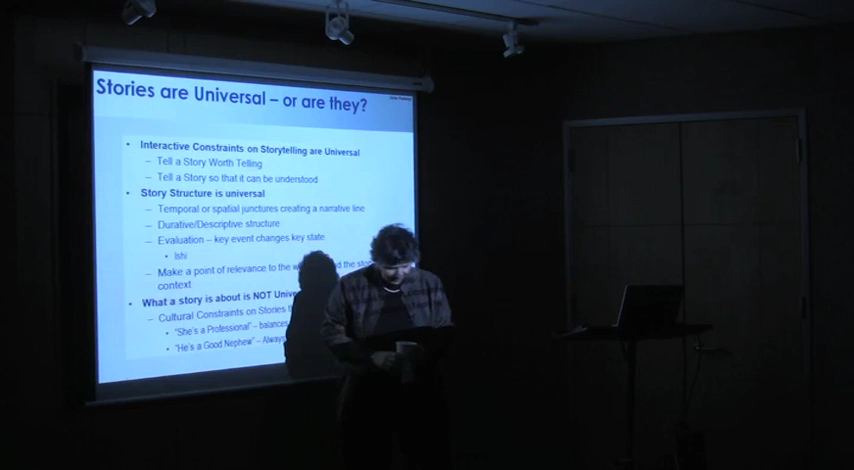 Stories are Universal – or are they?
• Interactive Constraints on Storytelling are Universal
– Tell a Story Worth Telling
– Tell a Story so that it can be understood
• Story Structure is universal
– Temporal or spatial junctures creating a narrative line
– Durative/Descriptive structure
– Evaluation – key event changes key state
• Ishi
– Make a point of relevance to the
context
• What a story is about is NOT
– Cultural Constraints on Stories
• "She's a Professional" – balances
• "He's a Good Nephew" – Always